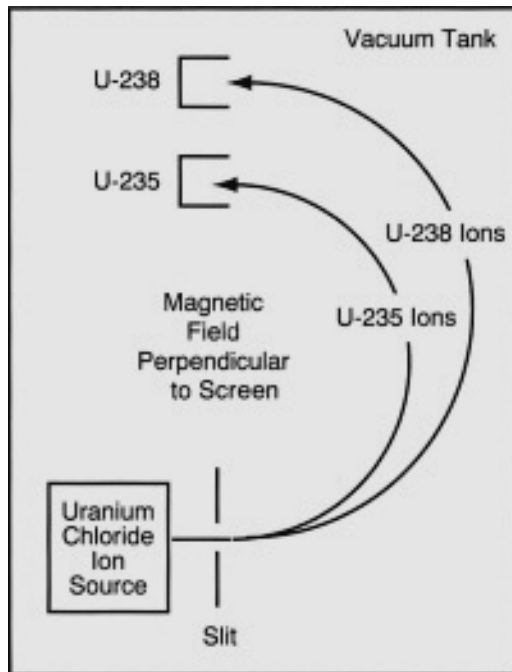 Vacuum Tank
U-238
U-235
U-238 Ions
U-235 Ions
Magnetic
Field
Perpendicular
to Screen
Uranium
Chloride
Ion
Source
Slit